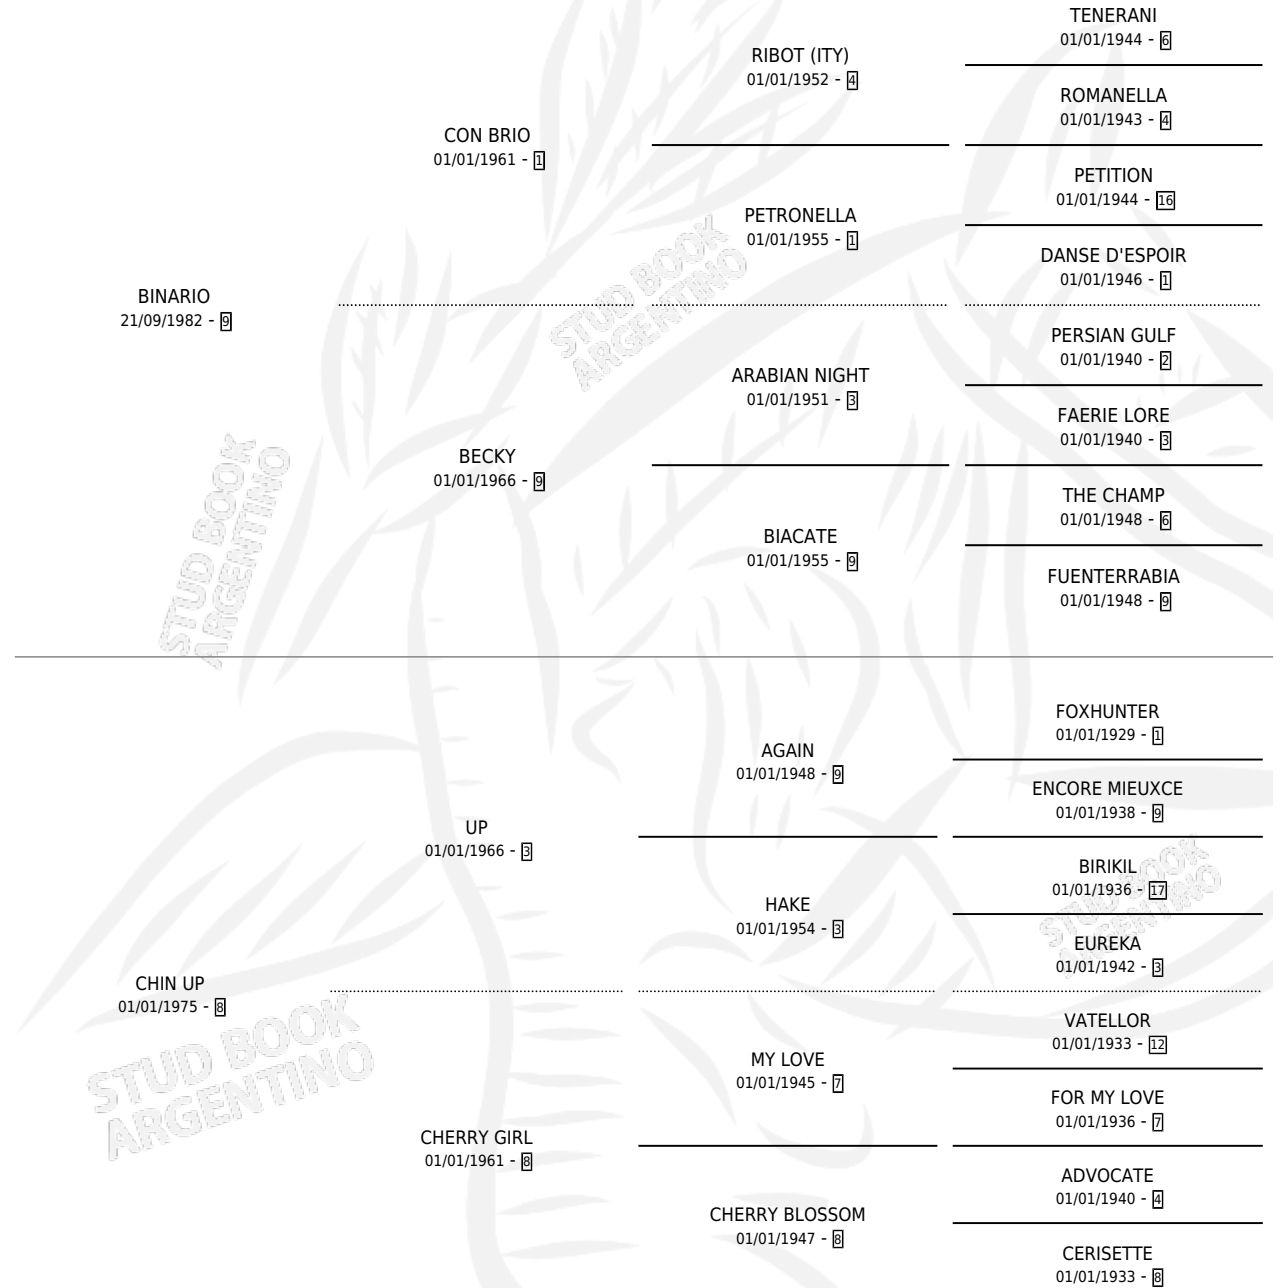 TENERANI
01/01/1944 - 6
RIBOT (ITY)
01/01/1952 - 4
ROMANELLA
01/01/1943 - 4
CON BRIO
01/01/1961 - 1
PETITION
01/01/1944 - 16
PETRONELLA
01/01/1955 - 1
DANSE D'ESPOIR
01/01/1946 - 1
BINARIO
21/09/1982 - 9
PERSIAN GULF
01/01/1940 - 2
ARABIAN NIGHT
01/01/1951 - 3
FAERIE LORE
01/01/1940 - 3
BECKY
01/01/1966 - 9
THE CHAMP
01/01/1948 - 6
BIACATE
01/01/1955 - 9
FUENTERRABIA
01/01/1948 - 9
FOXHUNTER
01/01/1929 - 1
AGAIN
01/01/1948 - 9
ENCORE MIEUXCE
01/01/1938 - 9
UP
01/01/1966 - 3
BIRIKIL
01/01/1936 - 17
HAKE
01/01/1954 - 3
EUREKA
01/01/1942 - 3
CHIN UP
01/01/1975 - 8
VATELLOR
01/01/1933 - 12
MY LOVE
01/01/1945 - 7
FOR MY LOVE
01/01/1936 - 7
CHERRY GIRL
01/01/1961 - 8
ADVOCATE
01/01/1940 - 4
CHERRY BLOSSOM
01/01/1947 - 8
CERISETTE
01/01/1933 - 8
STUD BOOK
ARGENTINO
STUD BOOK
ARGENTINO
STUD BOOK
ARGENTINO
STUD BOOK
ARGENTINO